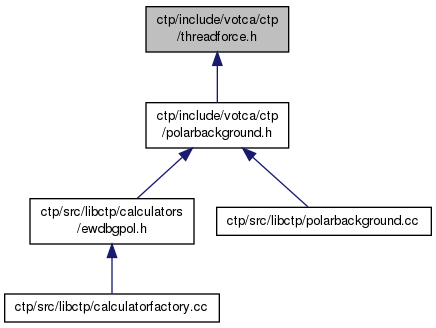 ctp/include/votca/ctp
/threadforce.h
ctp/include/votca/ctp
/polarbackground.h
ctp/src/libctp/calculators
/ewdbgpol.h
ctp/src/libctp/polarbackground.cc
ctp/src/libctp/calculatorfactory.cc